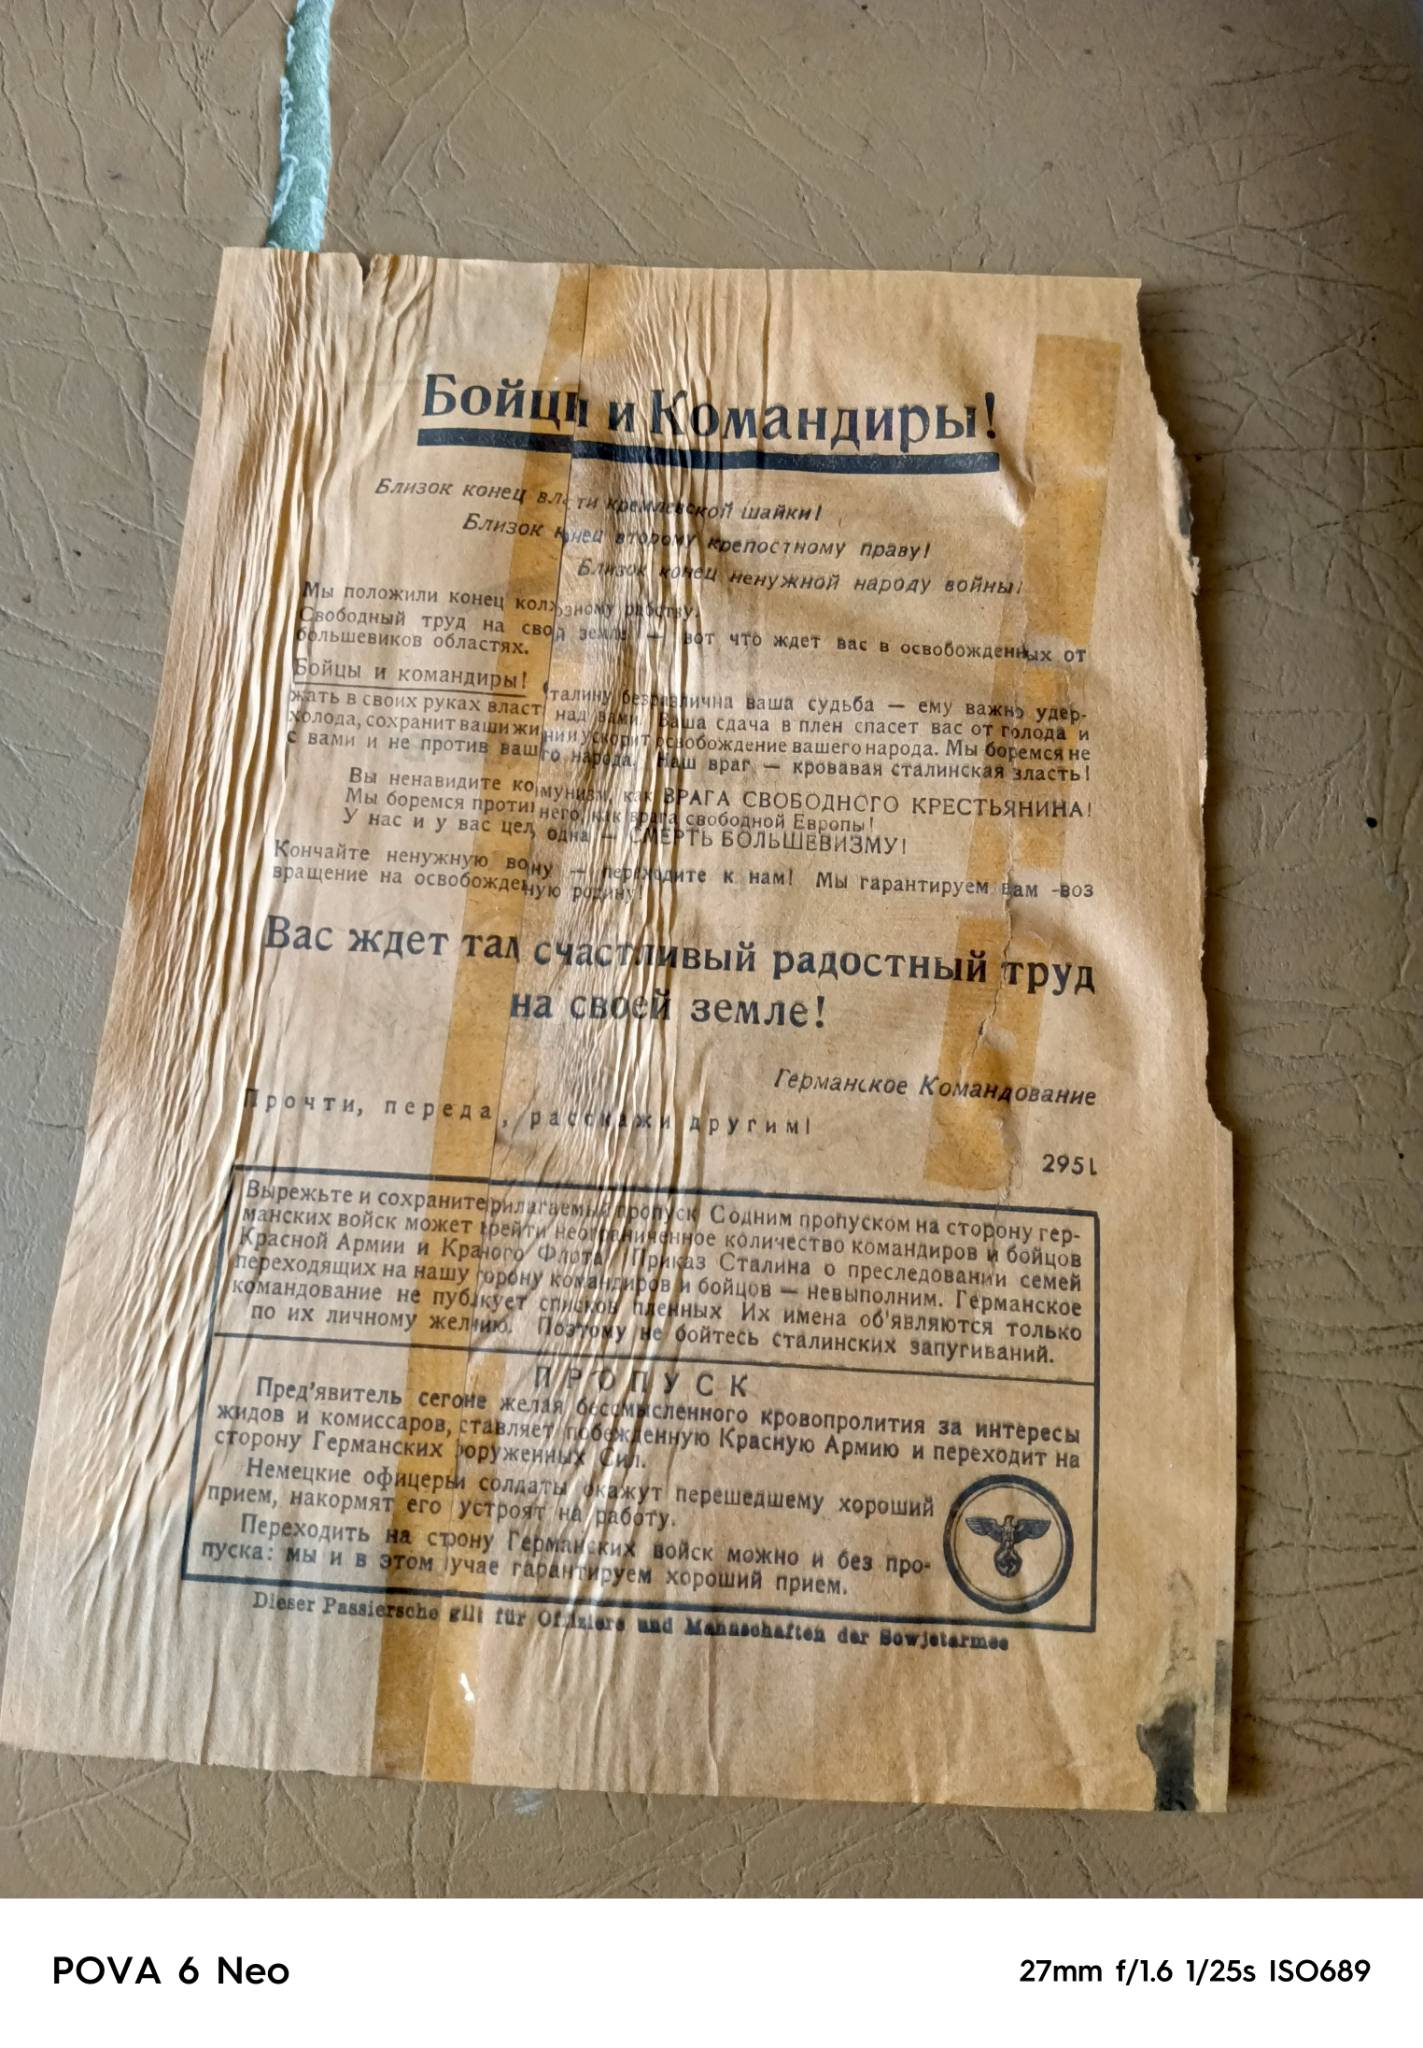 Бойцы и Командиры!
Близок конец власти кремлевской шайки!
Близок конец второму крепостному праву!
Близок конец ненужной народу войны!
Мы положили конец колхозному рабству.
Свободный труд на свой земле — вот что ждет вас в освобожденных от
большевиков областях.
Бойцы и командиры! Сталину безразлична ваша судьба — ему важно удер-
жать в своих руках власть над вами. Ваша сдача в плен спасет вас от голода и
холода, сохранит ваши жизни и ускорит освобождение вашего народа. Мы боремся не
с вами и не против вашего народа. Наш враг — кровавая сталинская власть!
Вы ненавидите коммунизм, как ВРАГА СВОБОДНОГО КРЕСТЬЯНИНА!
Мы боремся против него, как врага свободной Европы!
У нас и у вас цель одна — СМЕРТЬ БОЛЬШЕВИЗМУ!
Кончайте ненужную войну — переходите к нам! Мы гарантируем вам -воз
вращение на освобожденную родину!
Вас ждет там счастливый радостный труд
на своей земле!
Германское Командование
Прочти, переда, расскажи другим!
295L
Вырежьте и сохраните прилагаемый пропуск С одним пропуском на сторону гер-
манских войск может прейти неограниченное количество командиров и бойцов
Красной Армии и Красного Флота Приказ Сталина о преследовании семей
переходящих на нашу сторону командиров и бойцов — невыполним. Германское
командование не публикует списков пленных Их имена об'являются только
по их личному желанию. Поэтому не бойтесь сталинских запугиваний.
ПРОПУСК
Пред'явитель сего не желая бессмысленного кровопролития за интересы
жидов и комиссаров, оставляет побежденную Красную Армию и переходит на
сторону Германских Вооруженных Сил.
Немецкие офицеры и солдаты окажут перешедшему хороший
прием, накормят его и устроят на работу.
Переходить на сторону Германских войск можно и без про-
пуска: мы и в этом случае гарантируем хороший прием.
Dieser Passiersche gilt für Offiziere und Mannschaften der Sowjetarmee
POVA 6 Neo
27mm f/1.6 1/25s ISO689